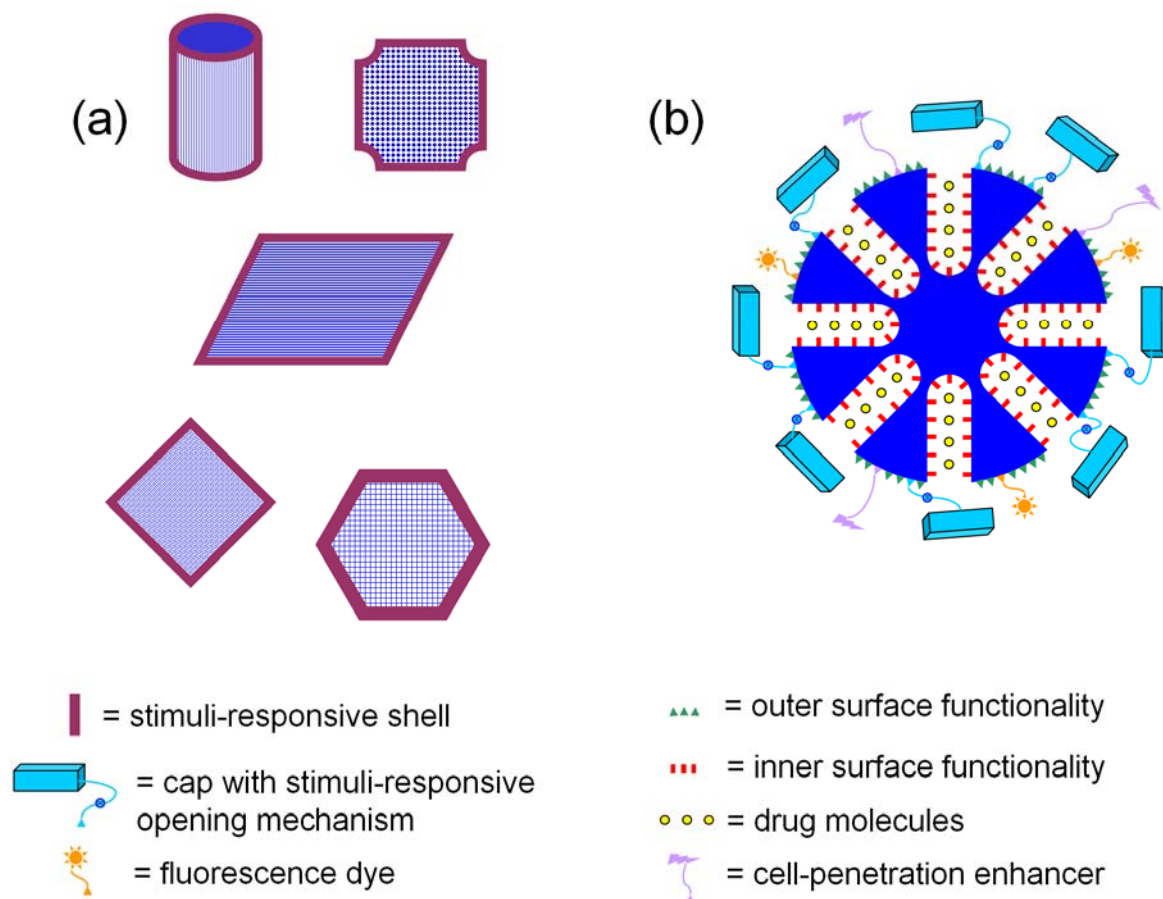 (a)
(b)
= stimuli-responsive shell
= cap with stimuli-responsive
opening mechanism
= fluorescence dye
= outer surface functionality
= inner surface functionality
= drug molecules
= cell-penetration enhancer